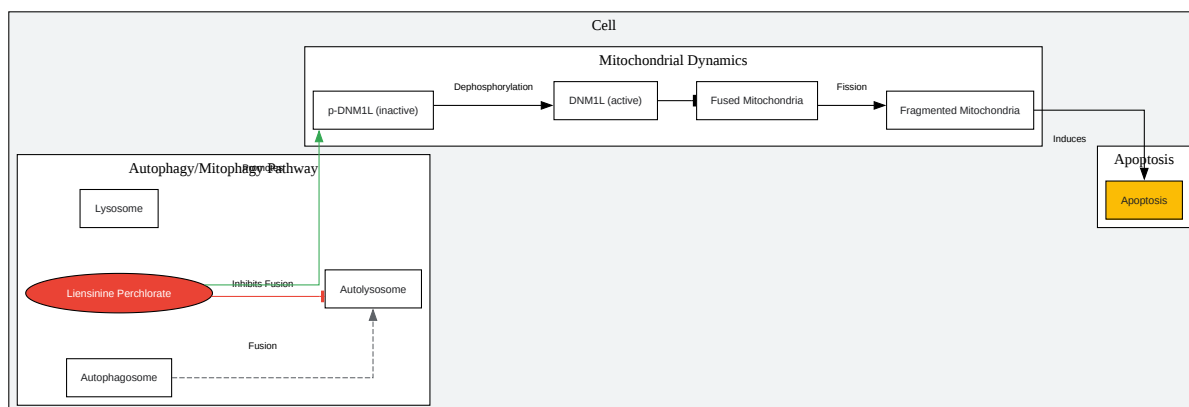 Cell
Mitochondrial Dynamics
p-DNM1L (inactive)
Dephosphorylation
DNM1L (active)
Fused Mitochondria
Fission
Fragmented Mitochondria
Induces
Apoptosis
Apoptosis
Autophagy/Mitophagy Pathway
Lysosome
Liensinine Perchlorate
Inhibits Fusion
Autolysosome
Fusion
Autophagosome